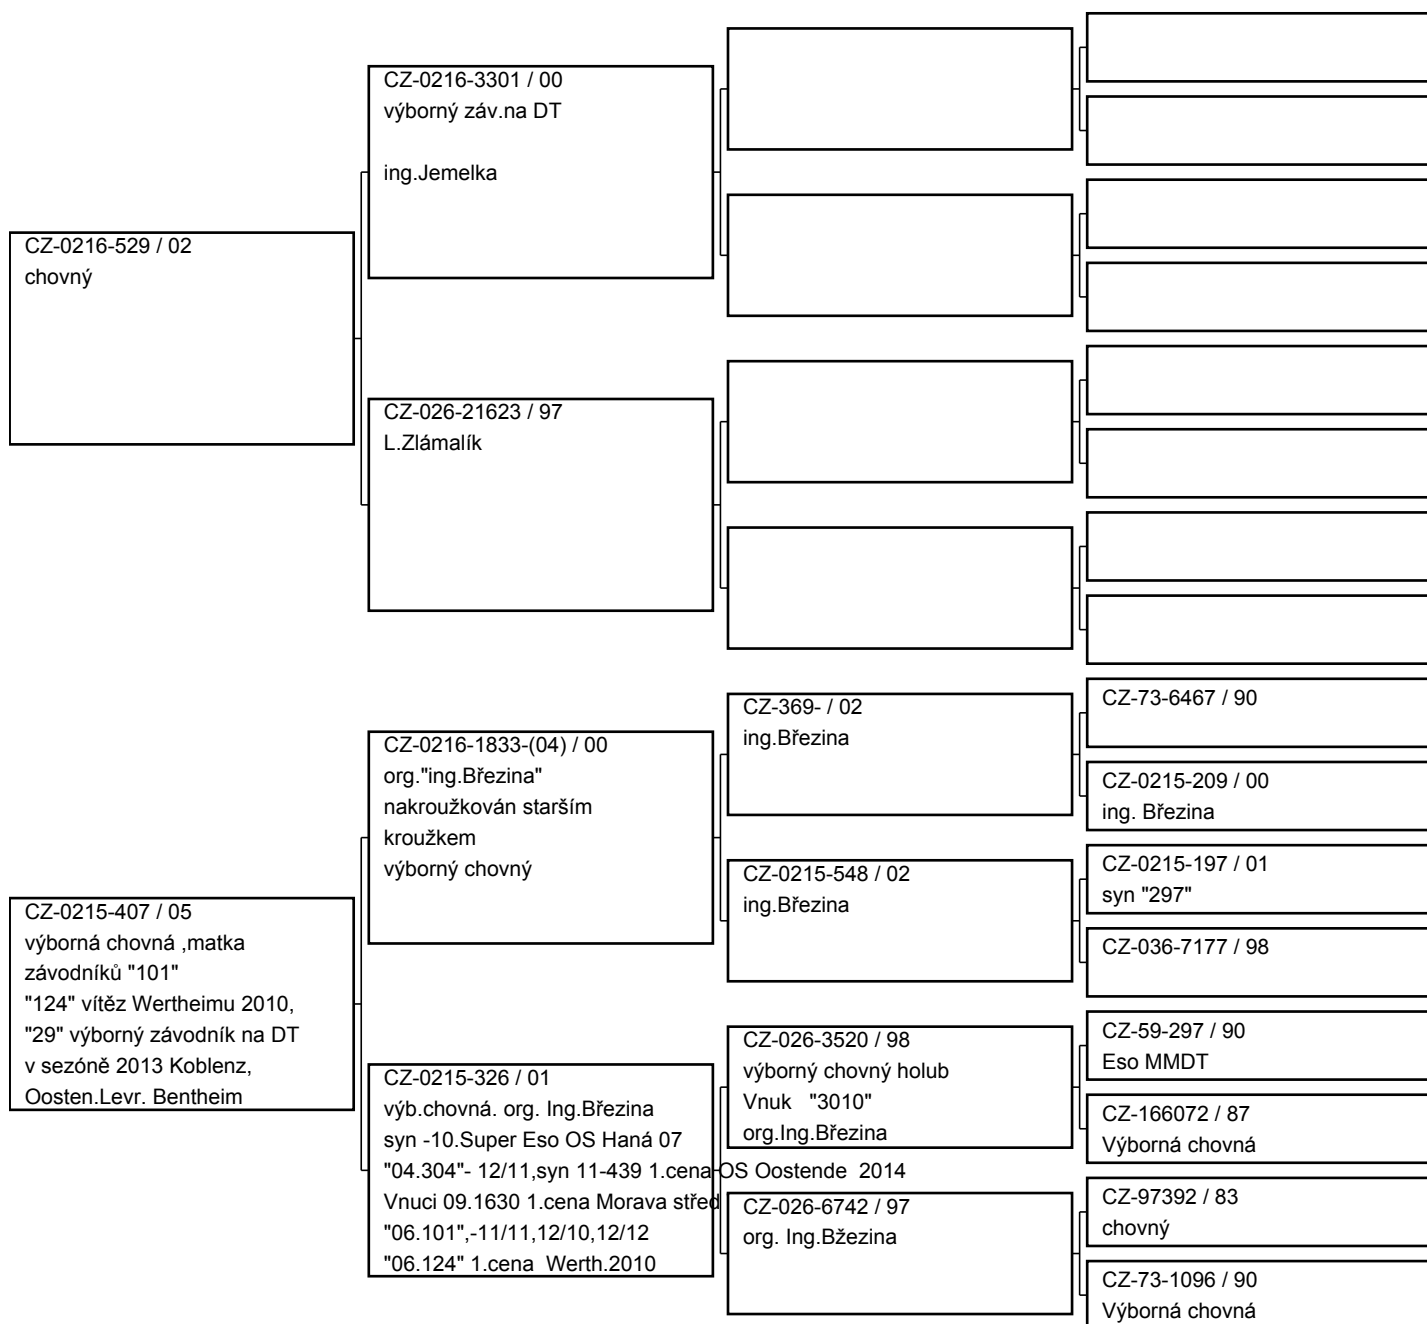 CZ-0216-529 / 02
chovný
CZ-0216-3301 / 00
výborný záv.na DT
ing.Jemelka
CZ-026-21623 / 97
L.Zlámalík
CZ-0215-407 / 05
výborná chovná ,matka
závodníků "101"
"124" vítěz Wertheimu 2010,
"29" výborný závodník na DT
v sezóně 2013 Koblenz,
Oosten.Levr. Bentheim
CZ-0216-1833-(04) / 00
org."ing.Březina"
nakroužkován starším
kroužkem
výborný chovný
CZ-0215-326 / 01
výb.chovná. org. Ing.Březina
syn -10.Super Eso OS Haná 07
"04.304"- 12/11,syn 11-439 1.cena OS Oostende 2014
Vnuci 09.1630 1.cena Morava střed
"06.101",-11/11,12/10,12/12
"06.124" 1.cena Werth.2010
CZ-369- / 02
ing.Březina
CZ-0215-548 / 02
ing.Březina
CZ-026-3520 / 98
výborný chovný holub
Vnuk "3010"
org.Ing.Březina
CZ-026-6742 / 97
org. Ing.Bžezina
CZ-73-6467 / 90
CZ-0215-209 / 00
ing. Březina
CZ-0215-197 / 01
syn "297"
CZ-036-7177 / 98
CZ-59-297 / 90
Eso MMDT
CZ-166072 / 87
Výborná chovná
CZ-97392 / 83
chovný
CZ-73-1096 / 90
Výborná chovná